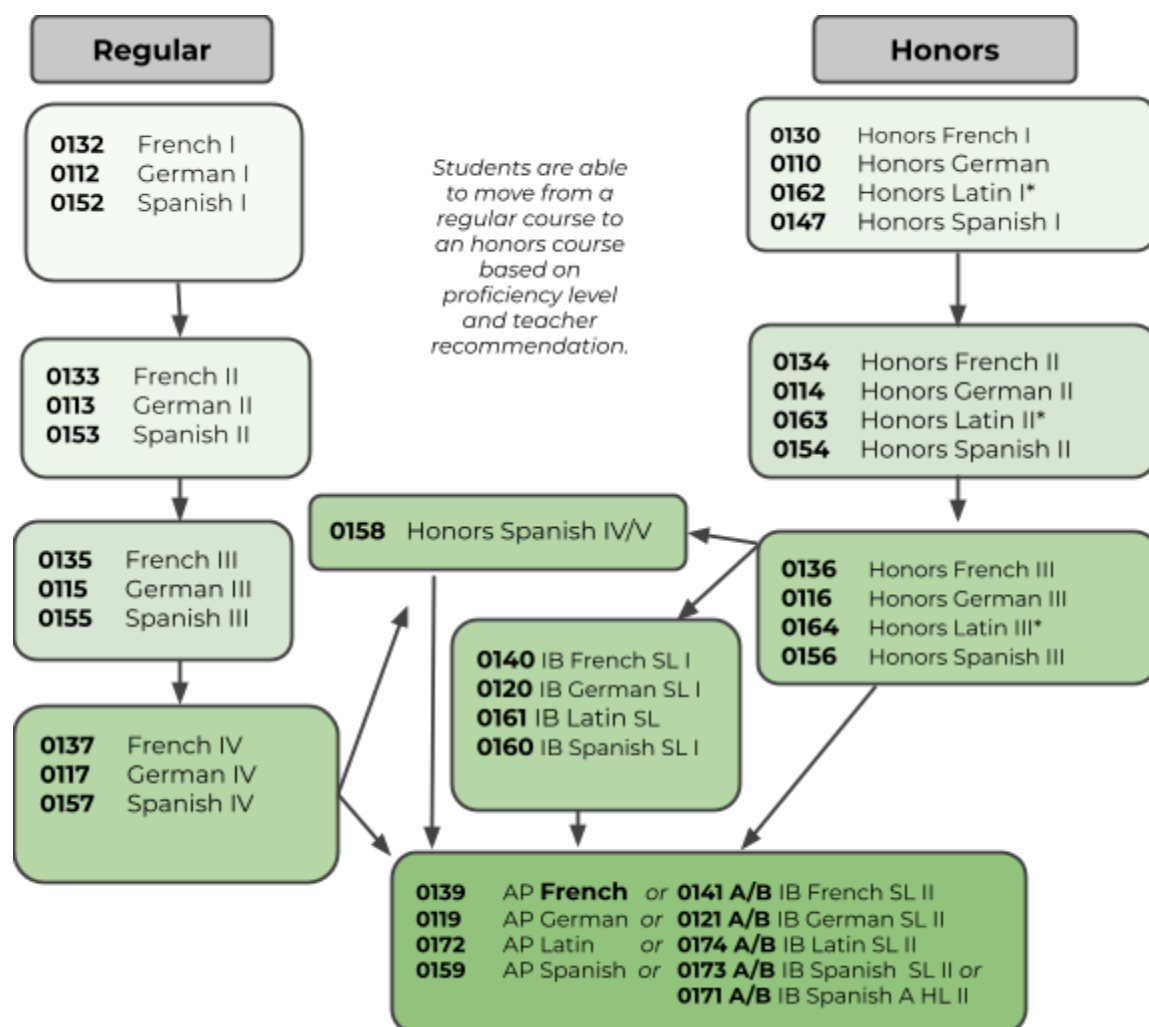 Regular
0132 French I
0112 German I
0152 Spanish I
0133 French II
0113 German II
0153 Spanish II
0135 French III
0115 German III
0155 Spanish III
0137 French IV
0117 German IV
0157 Spanish IV
Students are able
to move from a
regular course to
an honors course
based on
proficiency level
and teacher
recommendation.
Honors
0130 Honors French I
0110 Honors German
0162 Honors Latin I*
0147 Honors Spanish I
0134 Honors French II
0114 Honors German II
0163 Honors Latin II*
0154 Honors Spanish II
0136 Honors French III
0116 Honors German III
0164 Honors Latin III*
0156 Honors Spanish III
0158 Honors Spanish IV/V
0140 IB French SL I
0120 IB German SL I
0161 IB Latin SL
0160 IB Spanish SL I
0139 AP French or 0141 A/B IB French SL II
0119 AP German or 0121 A/B IB German SL II
0172 AP Latin or 0174 A/B IB Latin SL II
0159 AP Spanish or 0173 A/B IB Spanish SL II or
0171 A/B IB Spanish A HL II